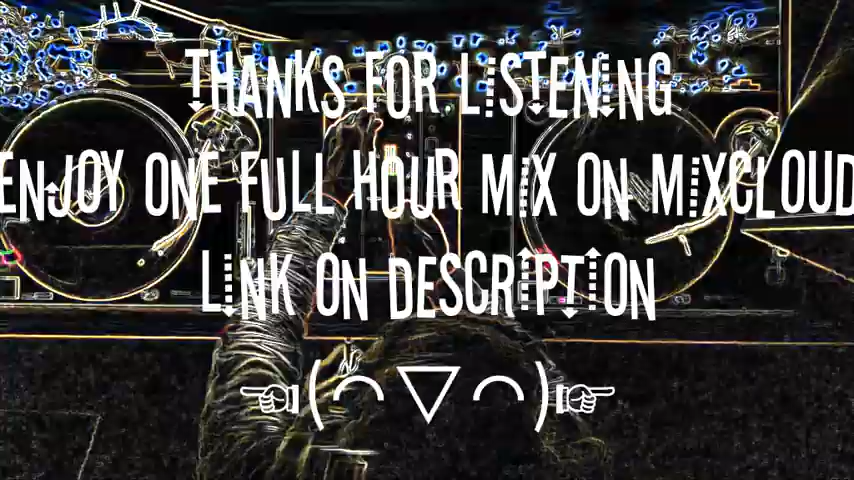 THANKS FOR LISTENING
ENJOY ONE FULL HOUR MIX ON MIXCLOUD
LINK ON DESCRIPTION
☜(⌒▽⌒)☞